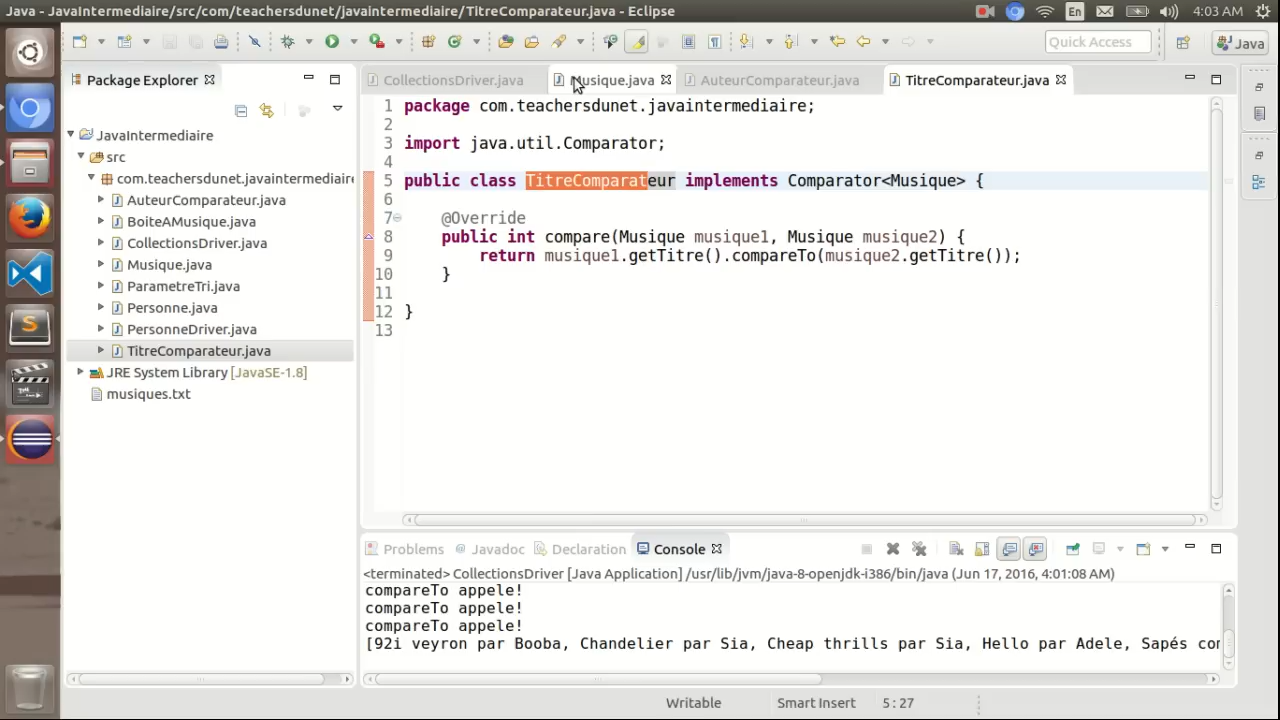 Java - JavaIntermediaire/src/com/teachersdunet/javaintermediaire/TitreComparateur.java - Eclipse
En
4:03 AM
Quick Access
Java
Package Explorer
CollectionsDriver.java
Musique.java
AuteurComparateur.java
TitreComparateur.java
JavaIntermediaire
src
com.teachersdunet.javaintermediaire
AuteurComparateur.java
BoiteAMusique.java
CollectionsDriver.java
Musique.java
ParametreTri.java
Personne.java
PersonneDriver.java
TitreComparateur.java
JRE System Library [JavaSE-1.8]
musiques.txt
1 package com.teachersdunet.javaintermediaire;
2
3 import java.util.Comparator;
4
5 public class TitreComparateur implements Comparator<Musique> {
6
7 @Override
8 public int compare(Musique musique1, Musique musique2) {
9 return musique1.getTitre().compareTo(musique2.getTitre());
10 }
11
12 }
13
Problems
Javadoc
Declaration
Console
<terminated> CollectionsDriver [Java Application] /usr/lib/jvm/java-8-openjdk-i386/bin/java (Jun 17, 2016, 4:01:08 AM)
compareTo appele!
compareTo appele!
compareTo appele!
[92i veyron par Booba, Chandelier par Sia, Cheap thrills par Sia, Hello par Adele, Sapés con
Writable
Smart Insert
5 : 27